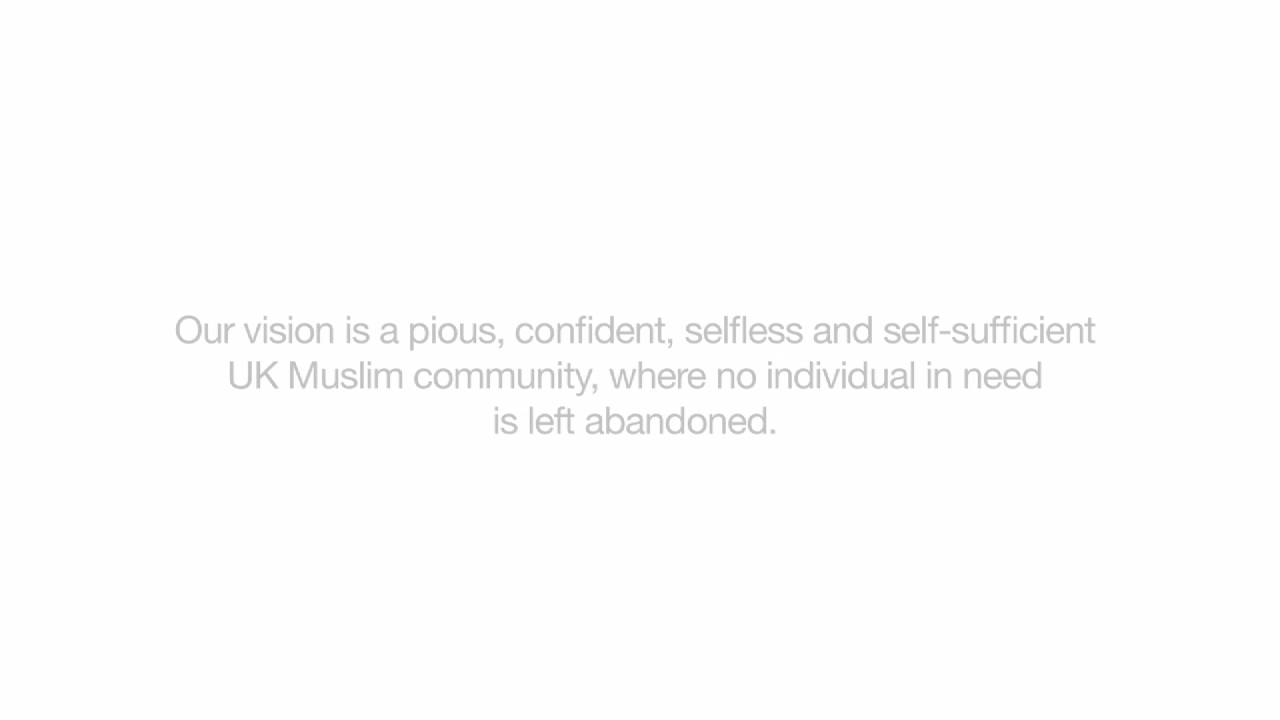 Our vision is a pious, confident, selfless and self-sufficient
UK Muslim community, where no individual in need
is left abandoned.